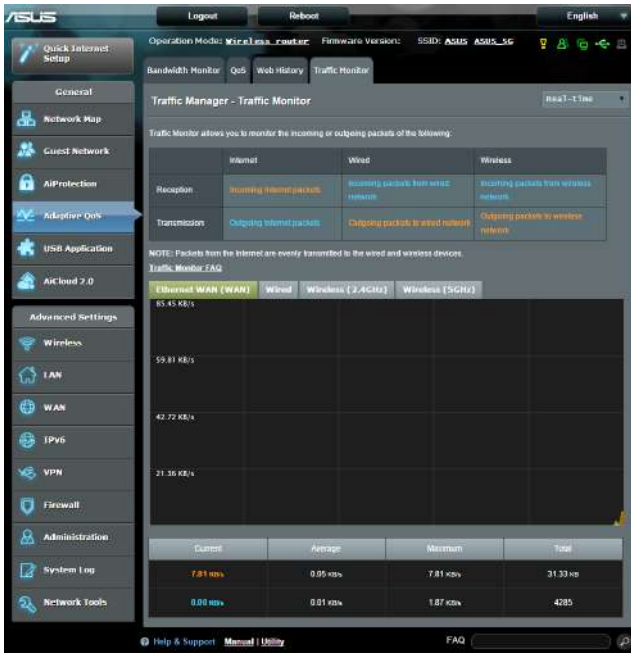 ASUS
Logout Reboot English
Quick Internet Setup
Operation Mode: Wireless router Firmware Version: SSID: ASUS ASUS_5G
Bandwidth Monitor QoS Web History Traffic Monitor
General
Network Map
Guest Network
AiProtection
Adaptive QoS
USB Application
AiCloud 2.0
Advanced Settings
Wireless
LAN
WAN
IPv6
VPN
Firewall
Administration
System Log
Network Tools
Traffic Manager - Traffic Monitor Real-time
Traffic Monitor allows you to monitor the incoming or outgoing packets of the following:
Internet Wired Wireless
Reception Incoming Internet packets Incoming packets from wired network Incoming packets from wireless network
Transmission Outgoing Internet packets Outgoing packets to wired network Outgoing packets to wireless network
NOTE: Packets from the Internet are evenly transmitted to the wired and wireless devices.
Traffic Monitor FAQ
Ethernet WAN (WAN) Wired Wireless (2.4GHz) Wireless (5GHz)
85.45 KB/s
59.81 KB/s
42.72 KB/s
21.36 KB/s
Current Average Maximum Total
7.81 KB/s 0.05 KB/s 7.81 KB/s 31.33 KB
0.00 KB/s 0.01 KB/s 1.87 KB/s 4285
Help & Support Manual | Utility FAQ